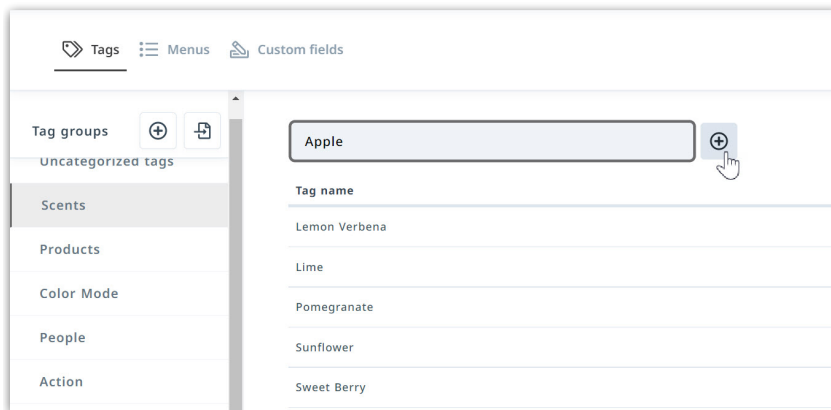 Tags Menus Custom fields
Tag groups
Uncategorized tags
Scents
Products
Color Mode
People
Action
Apple
Tag name
Lemon Verbena
Lime
Pomegranate
Sunflower
Sweet Berry